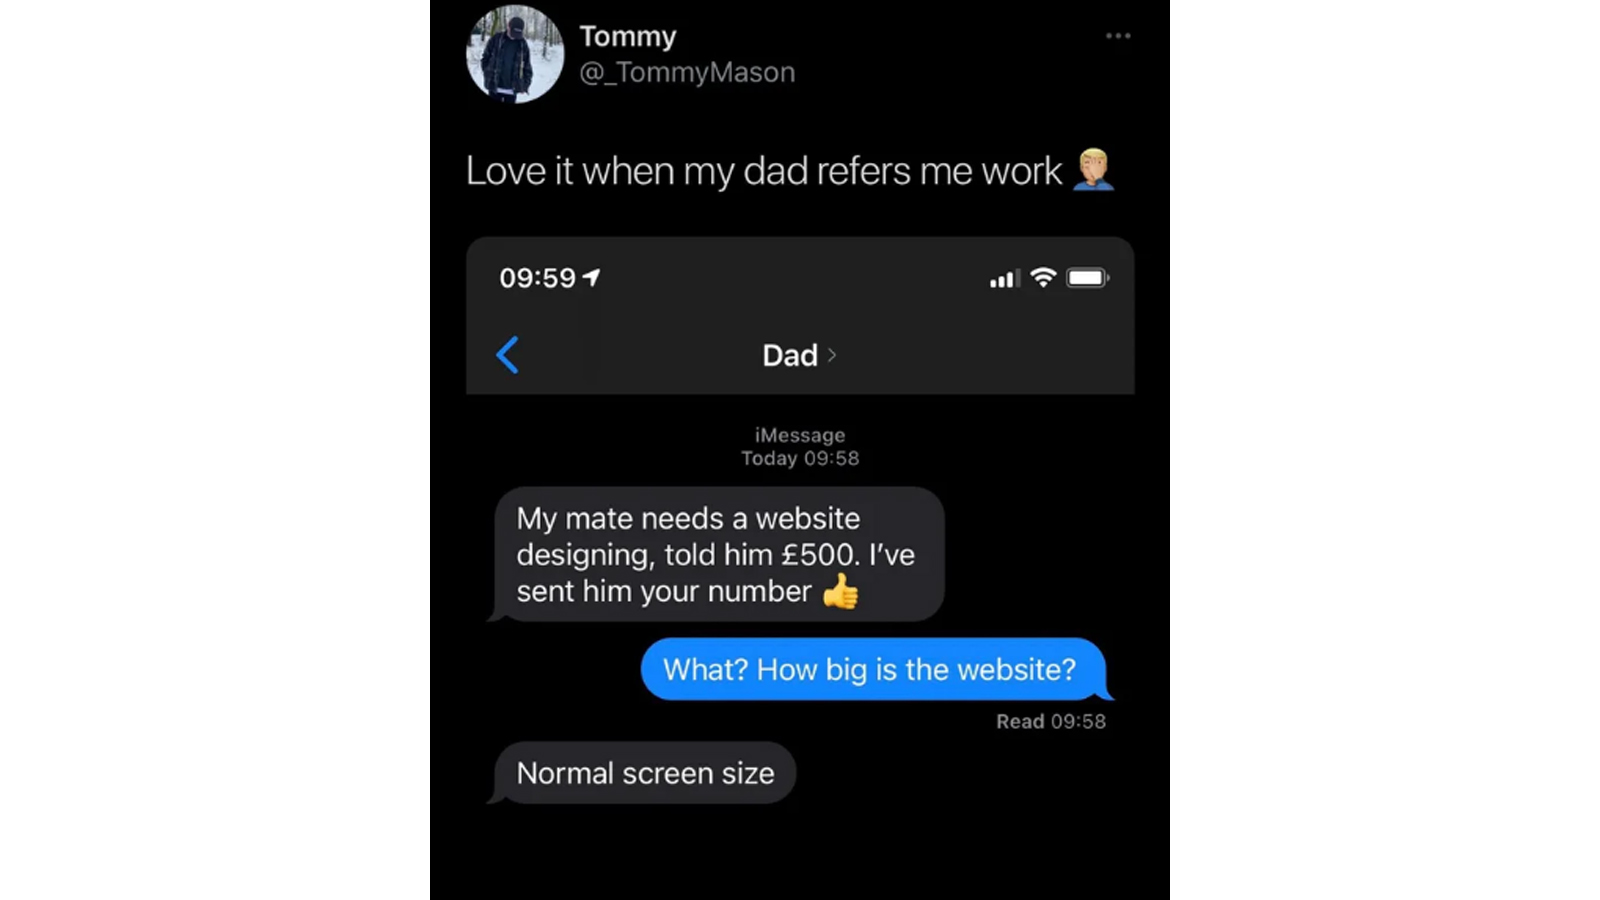 Tommy
@_TommyMason
Love it when my dad refers me work 🤦🏼‍♂️
09:59
Dad
iMessage
Today 09:58
My mate needs a website
designing, told him £500. I’ve
sent him your number 👍
What? How big is the website?
Read 09:58
Normal screen size